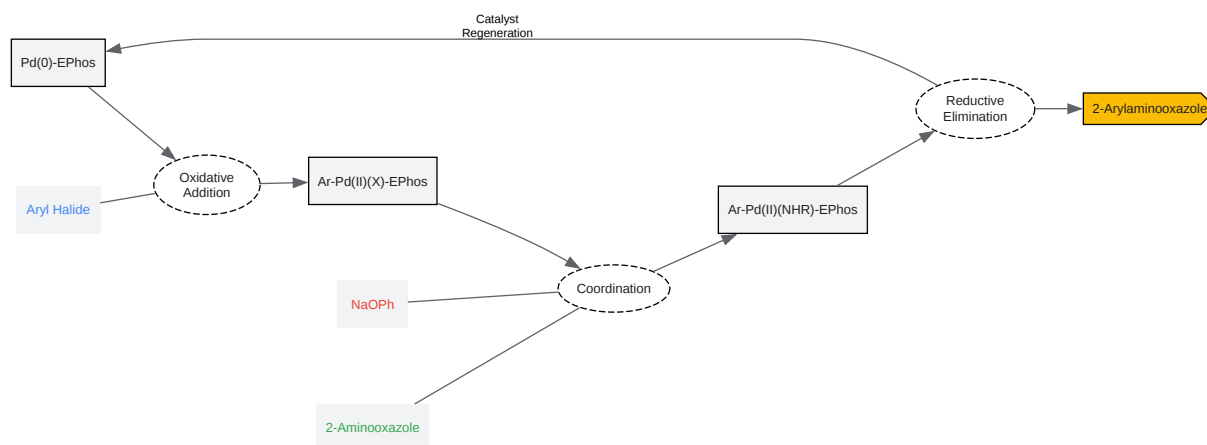 Catalyst
Regeneration
Pd(0)-EPhos
Reductive
Elimination
2-Arylaminooxazole
Oxidative
Addition
Ar-Pd(II)(X)-EPhos
Aryl Halide
Ar-Pd(II)(NHR)-EPhos
Coordination
NaOPh
2-Aminooxazole